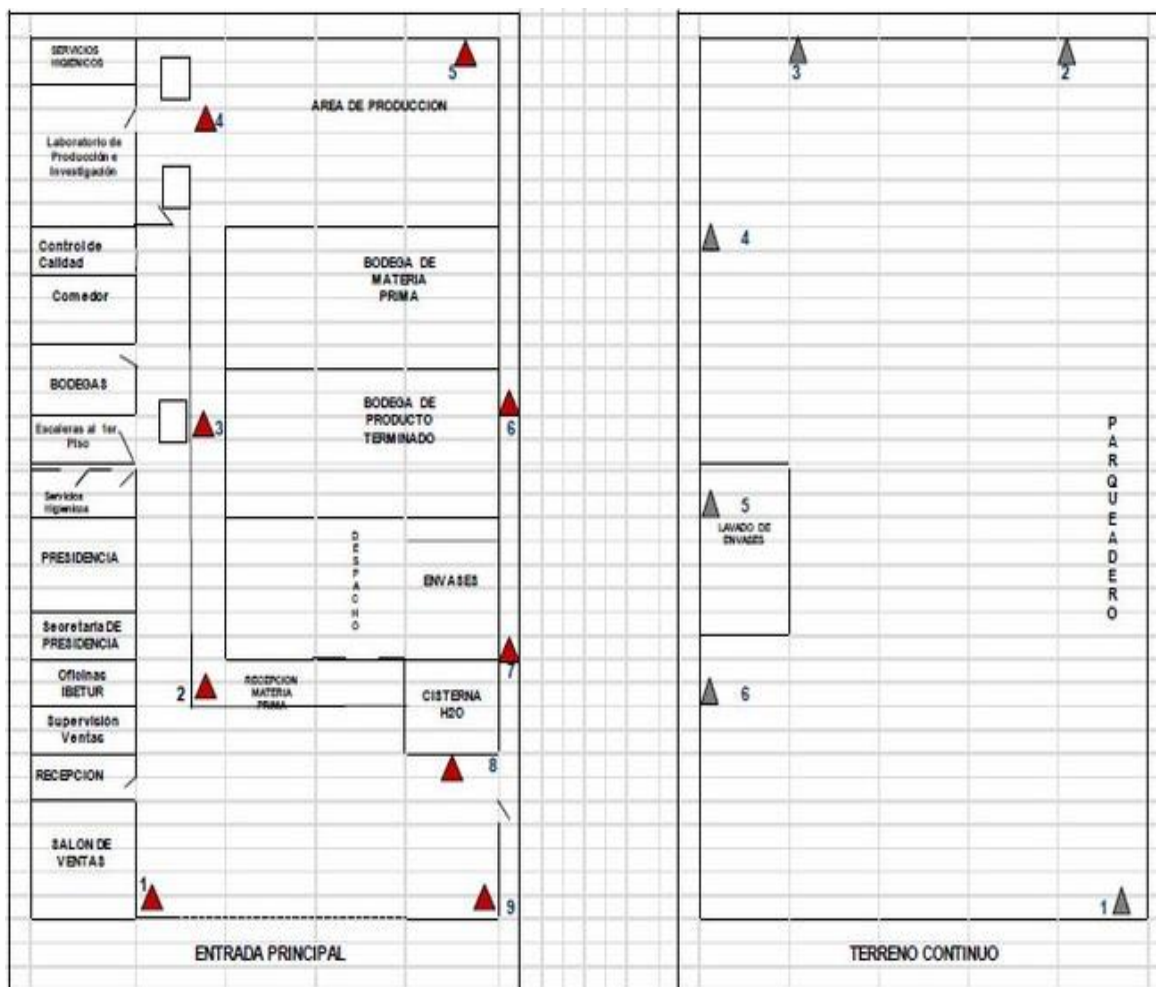 SERVICIOS
HIGIENICOS
5
AREA DE PRODUCCION
4
Laboratorio de
Producción e
Investigación
Control de
Calidad
BODEGA DE
MATERIA
PRIMA
Comedor
BODEGAS
BODEGA DE
PRODUCTO
TERMINADO
6
Escaleras al 1er
Piso
3
Servicios
Higienicos
PRESIDENCIA
DESPACHO
ENVASES
Secretaria DE
PRESIDENCIA
7
Oficinas
IBETUR
2
RECEPCION
MATERIA
PRIMA
CISTERNA
H2O
Supervisión
Ventas
8
RECEPCION
SALON DE
VENTAS
1
9
ENTRADA PRINCIPAL
3
2
4
PARQUEADERO
5
LAVADO DE
ENVASES
6
1
TERRENO CONTINUO